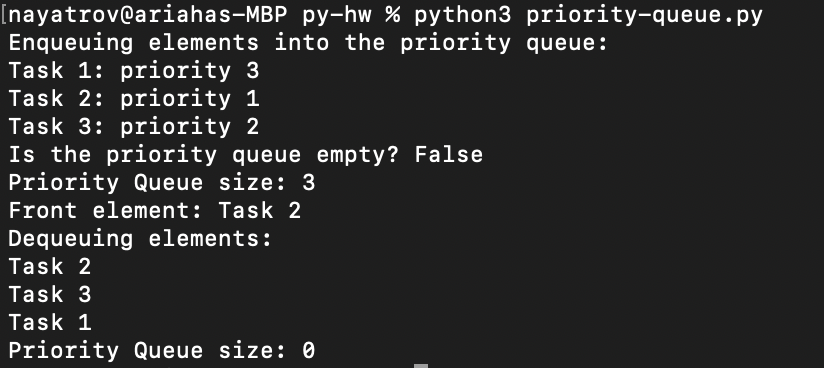 [nayatrov@ariahas-MBP py-hw % python3 priority-queue.py
Enqueuing elements into the priority queue:
Task 1: priority 3
Task 2: priority 1
Task 3: priority 2
Is the priority queue empty? False
Priority Queue size: 3
Front element: Task 2
Dequeuing elements:
Task 2
Task 3
Task 1
Priority Queue size: 0